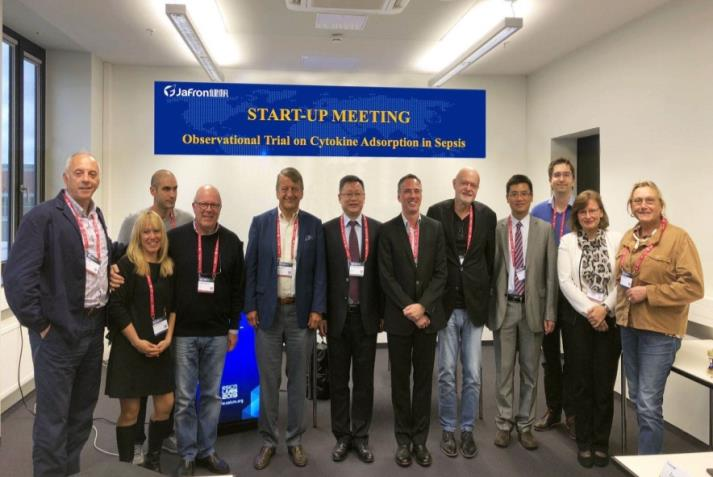 JaFron健帆
START-UP MEETING
Observational Trial on Cytokine Adsorption in Sepsis